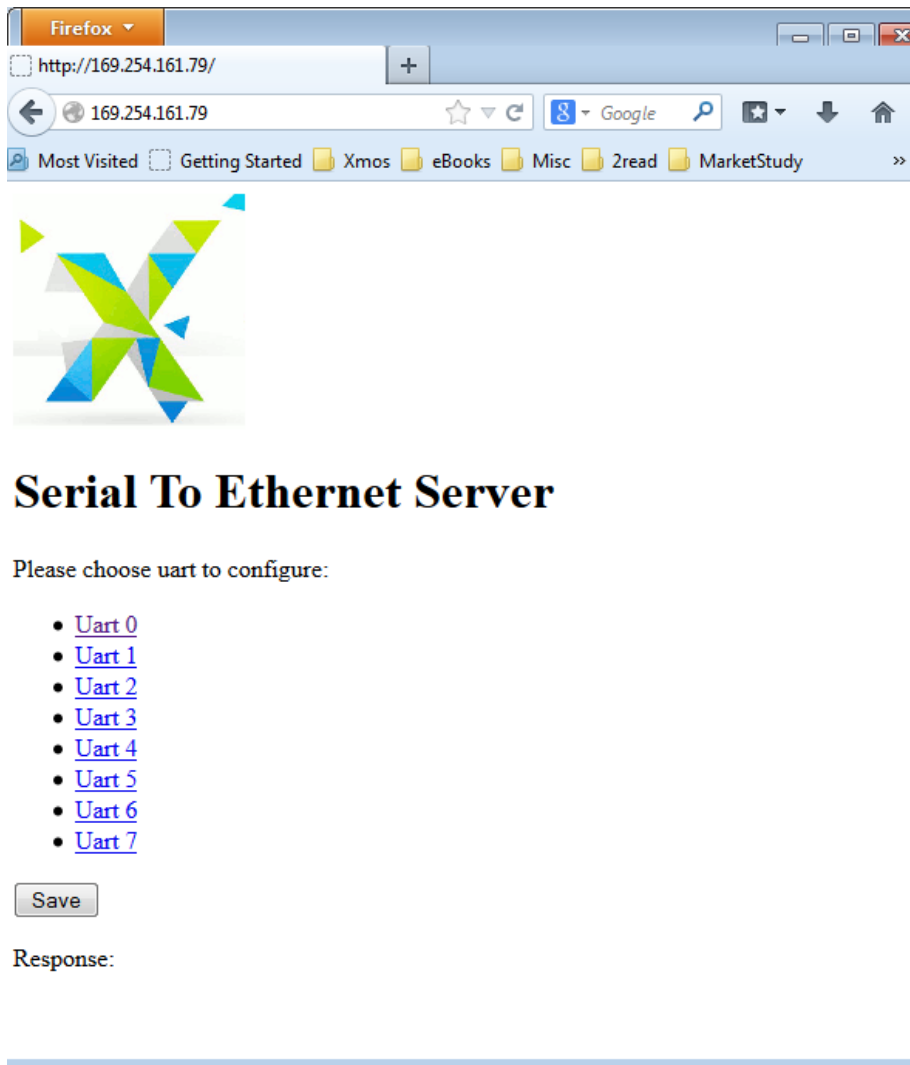 Firefox
http://169.254.161.79/
169.254.161.79 8 Google
Most Visited Getting Started Xmos eBooks Misc 2read MarketStudy »
Serial To Ethernet Server
Please choose uart to configure:
• Uart 0
• Uart 1
• Uart 2
• Uart 3
• Uart 4
• Uart 5
• Uart 6
• Uart 7
Save
Response: